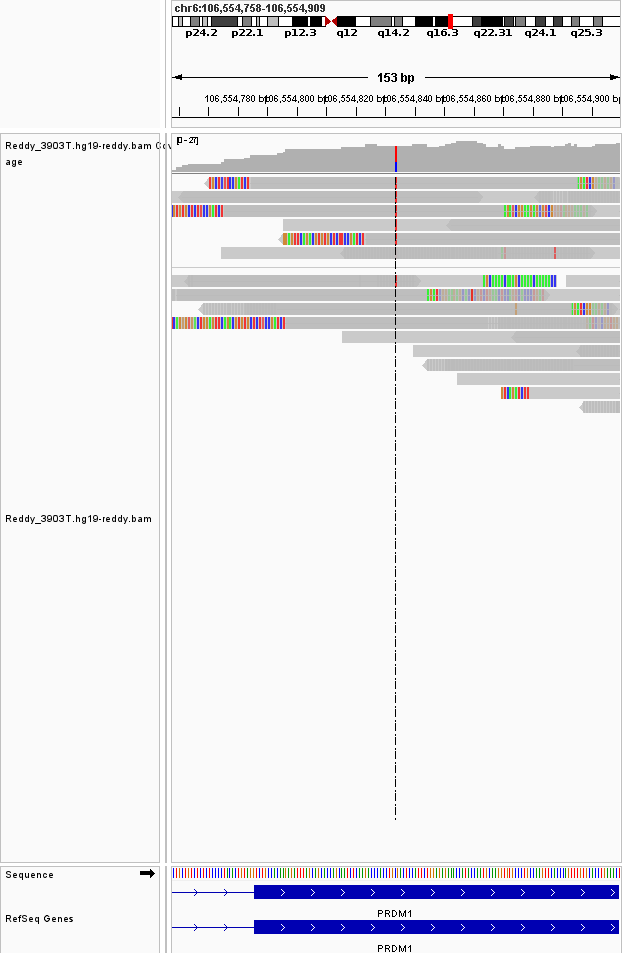 chr6:106,554,758-106,554,909
p24.2 p22.1 p12.3 q12 q14.2 q16.3 q22.31 q24.1 q25.3
153 bp
106,554,780 bp 106,554,800 bp 106,554,820 bp 106,554,840 bp 106,554,860 bp 106,554,880 bp 106,554,900 bp
Reddy_3903T.hg19-reddy.bam Cov
age
[0 - 27]
Reddy_3903T.hg19-reddy.bam
Sequence
PRDM1
RefSeq Genes
PRDM1